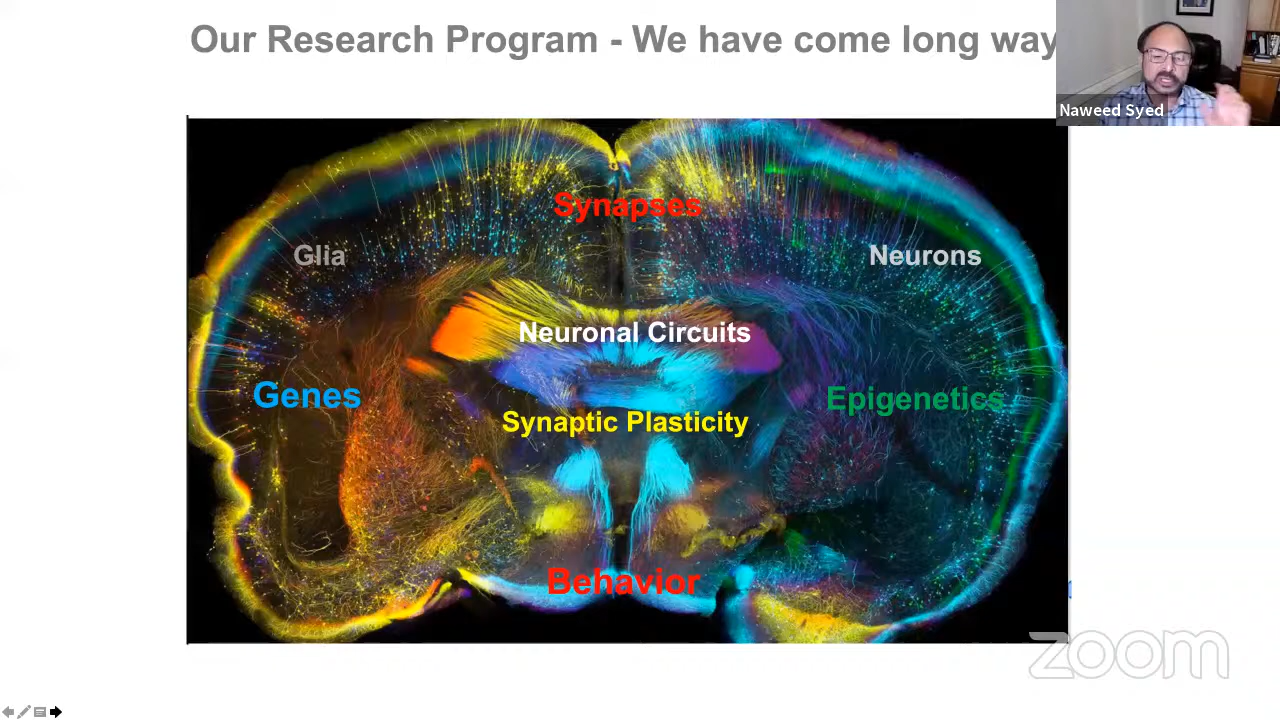 Our Research Program - We have come long way
Naweed Syed
Synapses
Glia
Neurons
Neuronal Circuits
Genes
Epigenetics
Synaptic Plasticity
Behavior
zoom